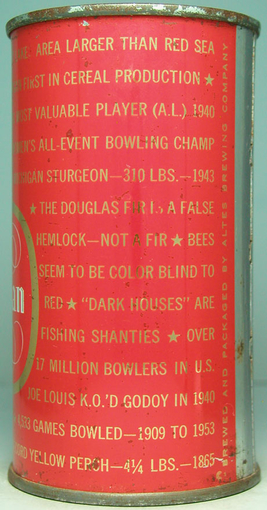 AREA LARGER THAN RED SEA
FIRST IN CEREAL PRODUCTION ★
MOST VALUABLE PLAYER (A.L.) 1940
MEN'S ALL-EVENT BOWLING CHAMP
STURGEON—310 LBS.—1943
★ THE DOUGLAS FIR IS A FALSE
HEMLOCK—NOT A FIR ★ BEES
SEEM TO BE COLOR BLIND TO
RED ★ "DARK HOUSES" ARE
FISHING SHANTIES ★ OVER
17 MILLION BOWLERS IN U.S.
JOE LOUIS K.O.'D GODOY IN 1940
GAMES BOWLED—1909 TO 1953
YELLOW PERCH—4¼ LBS.—1865
an
BREWED AND PACKAGED BY ALTES BREWING COMPANY